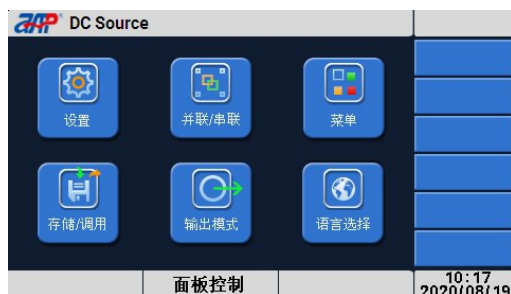 AAP DC Source
设置
并联/串联
菜单
存储/调用
输出模式
语言选择
面板控制
10:17
2020/08/19